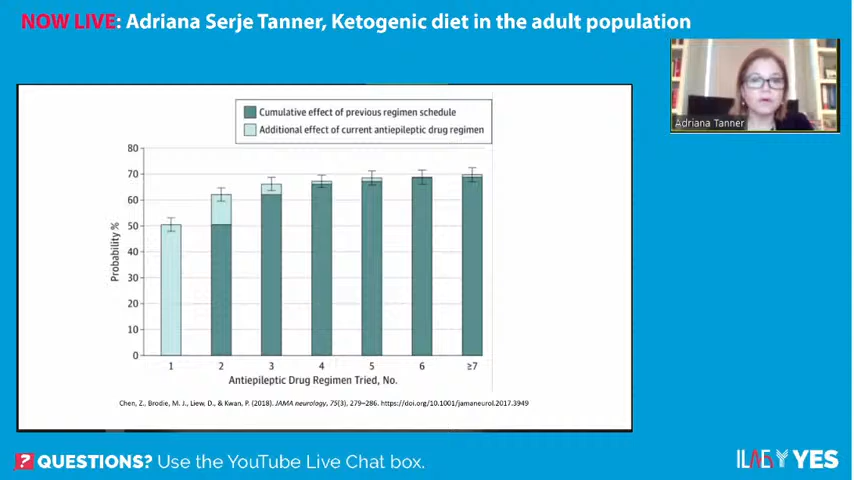 NOW LIVE: Adriana Serje Tanner, Ketogenic diet in the adult population
Adriana Tanner
Cumulative effect of previous regimen schedule
Additional effect of current antiepileptic drug regimen
80
70
60
50
40
30
20
10
0
Probability %
1 2 3 4 5 6 ≥7
Antiepileptic Drug Regimen Tried, No.
Chen, Z., Brodie, M. J., Liew, D., & Kwan, P. (2018). JAMA neurology, 75(3), 279–286. https://doi.org/10.1001/jamaneurol.2017.3949
? QUESTIONS? Use the YouTube Live Chat box.
ILAE YES